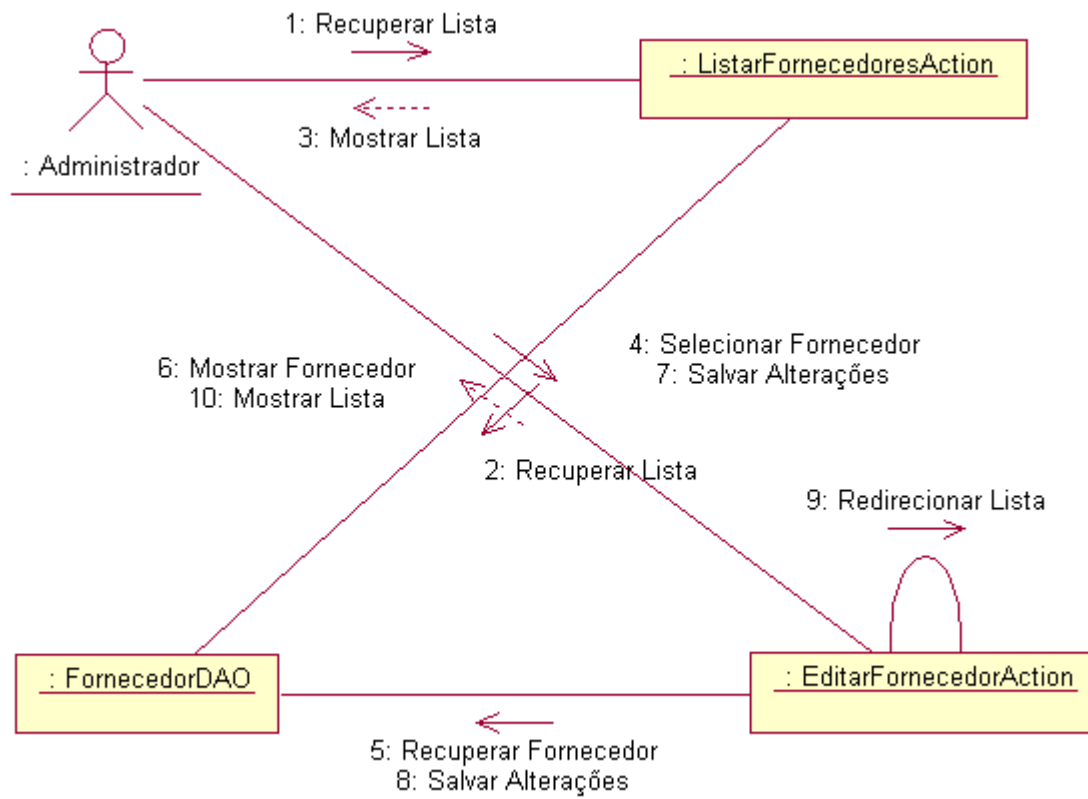 1: Recuperar Lista
: ListarFornecedoresAction
3: Mostrar Lista
: Administrador
6: Mostrar Fornecedor
10: Mostrar Lista
4: Selecionar Fornecedor
7: Salvar Alterações
2: Recuperar Lista
9: Redirecionar Lista
: FornecedorDAO
: EditarFornecedorAction
5: Recuperar Fornecedor
8: Salvar Alterações